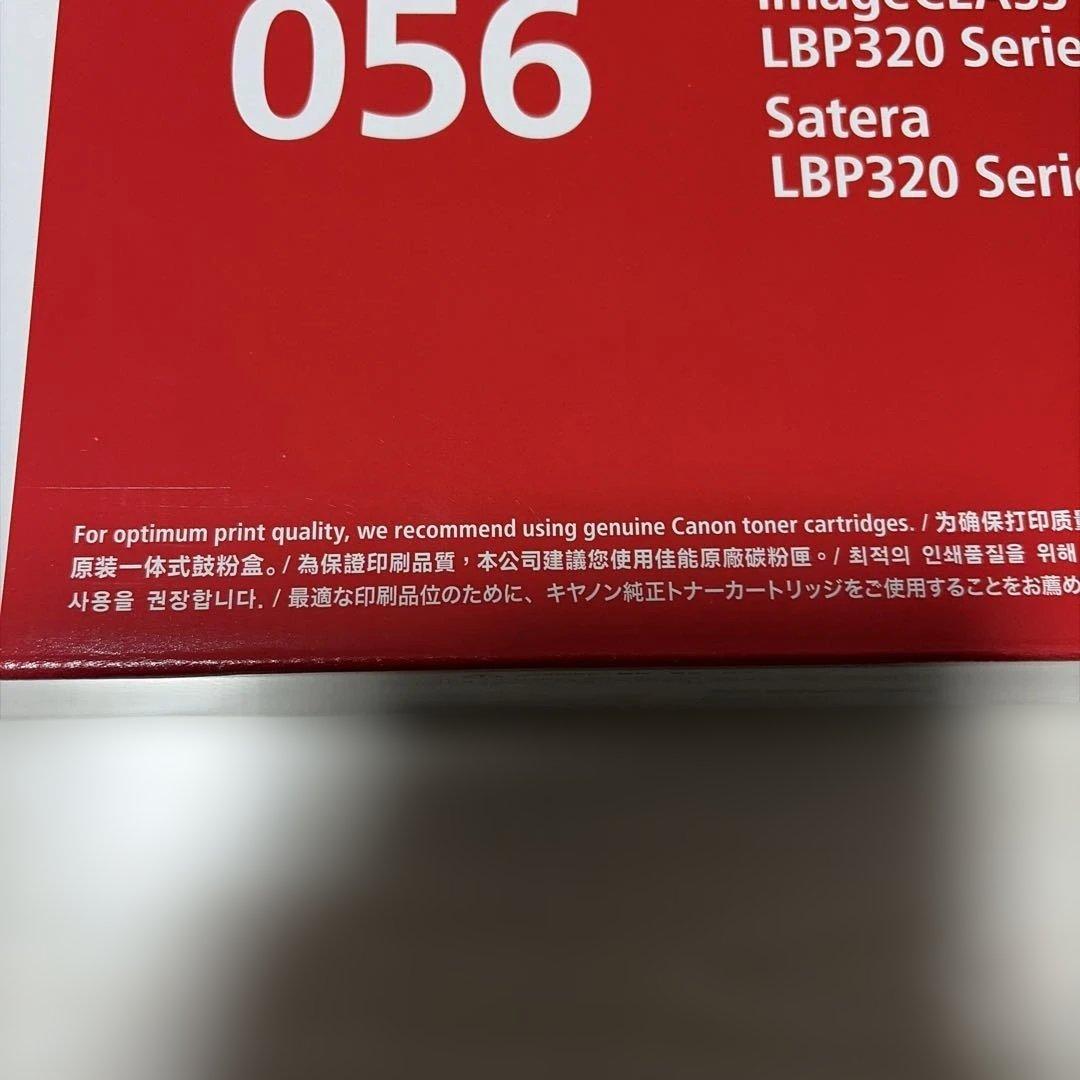 056
imageCLASS
LBP320 Serie
Satera
LBP320 Serie
For optimum print quality, we recommend using genuine Canon toner cartridges. / 为确保打印质
原装一体式鼓粉盒。/ 為保證印刷品質，本公司建議您使用佳能原廠碳粉匣。/ 최적의 인쇄품질을 위해
사용을 권장합니다. / 最適な印刷品位のために、キヤノン純正トナーカートリッジをご使用することをお薦め